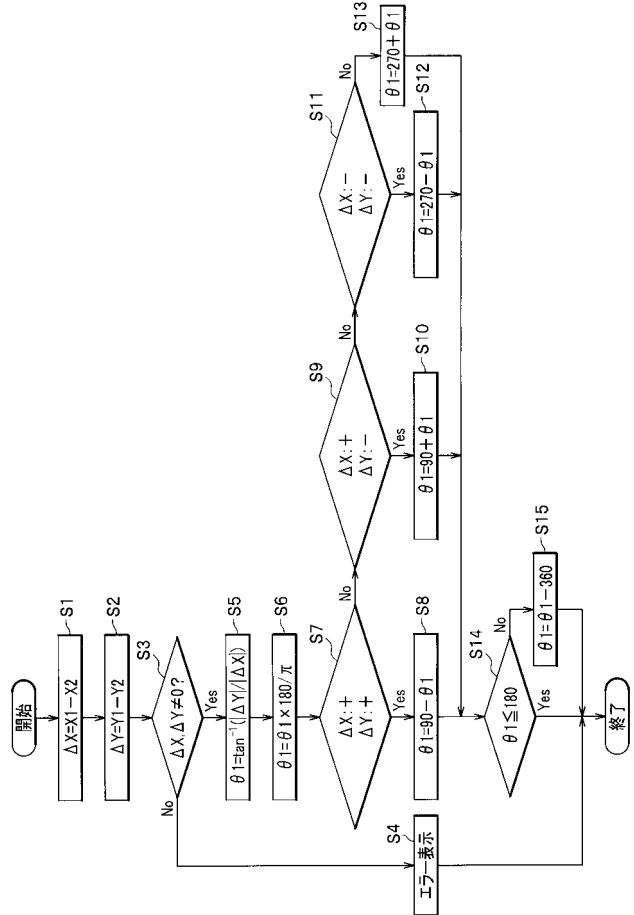 開始
S1
ΔX=X1−X2
S2
ΔY=Y1−Y2
S3
ΔX,ΔY≠0?
No
Yes
S4
エラー表示
S5
θ1=tan⁻¹(|ΔY|/|ΔX|)
S6
θ1=θ1×180/π
S7
ΔX:+
ΔY:+
No
Yes
S8
θ1=90−θ1
S9
ΔX:+
ΔY:−
No
Yes
S10
θ1=90+θ1
S11
ΔX:−
ΔY:−
No
Yes
S12
θ1=270−θ1
S13
θ1=270+θ1
S14
θ1≦180
No
Yes
S15
θ1=θ1−360
終了